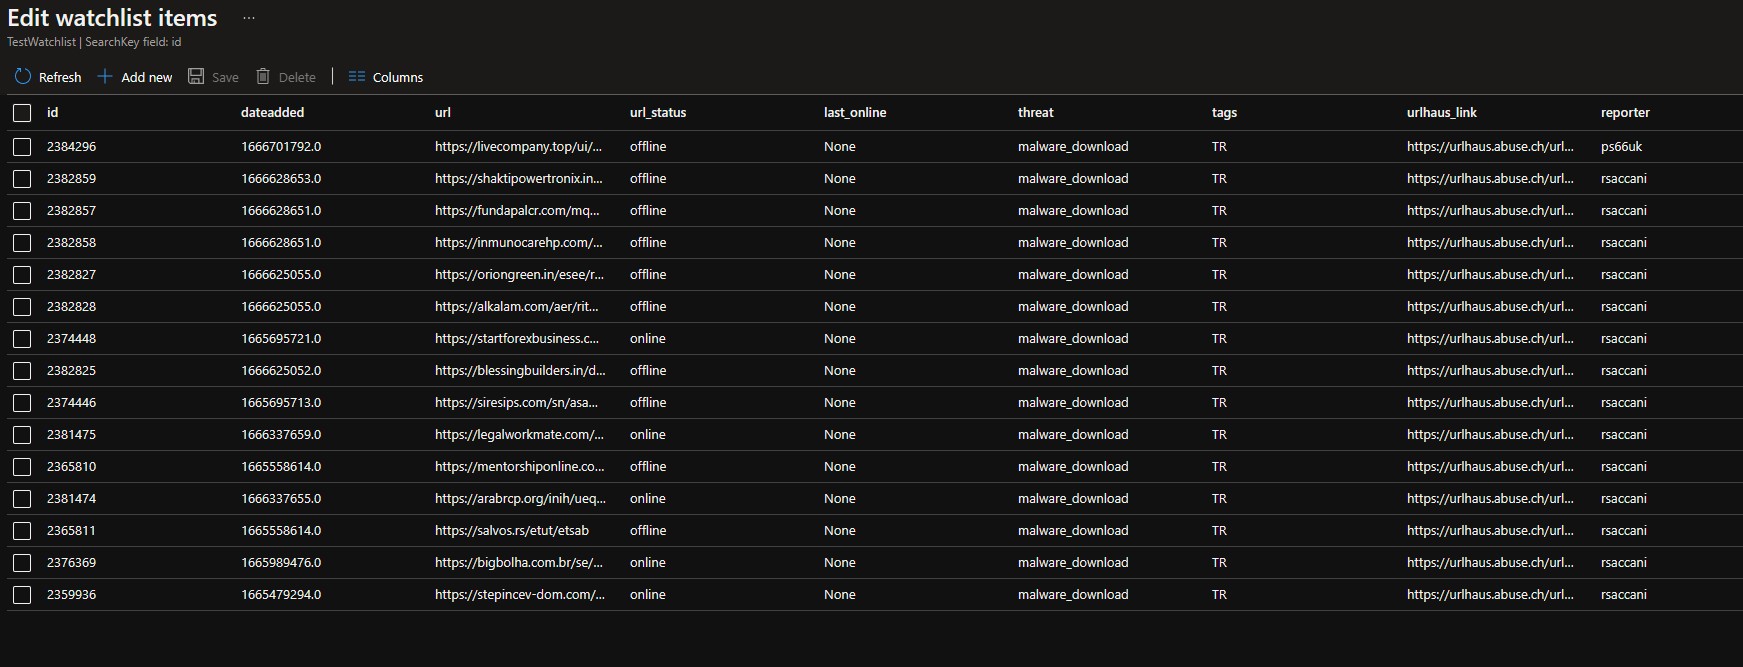 Edit watchlist items ...
TestWatchlist | SearchKey field: id
Refresh Add new Save Delete | Columns
id dateadded url url_status last_online threat tags urlhaus_link reporter
2384296 1666701792.0 https://livecompany.top/ui/... offline None malware_download TR https://urlhaus.abuse.ch/url... ps66uk
2382859 1666628653.0 https://shaktipowertronix.in... offline None malware_download TR https://urlhaus.abuse.ch/url... rsaccani
2382857 1666628651.0 https://fundapalcr.com/mq... offline None malware_download TR https://urlhaus.abuse.ch/url... rsaccani
2382858 1666628651.0 https://inmunocarehp.com/... offline None malware_download TR https://urlhaus.abuse.ch/url... rsaccani
2382827 1666625055.0 https://oriongreen.in/esee/r... offline None malware_download TR https://urlhaus.abuse.ch/url... rsaccani
2382828 1666625055.0 https://alkalam.com/aer/rit... offline None malware_download TR https://urlhaus.abuse.ch/url... rsaccani
2374448 1665695721.0 https://startforexbusiness.c... online None malware_download TR https://urlhaus.abuse.ch/url... rsaccani
2382825 1666625052.0 https://blessingbuilders.in/d... offline None malware_download TR https://urlhaus.abuse.ch/url... rsaccani
2374446 1665695713.0 https://siresips.com/sn/asa... offline None malware_download TR https://urlhaus.abuse.ch/url... rsaccani
2381475 1666337659.0 https://legalworkmate.com/... online None malware_download TR https://urlhaus.abuse.ch/url... rsaccani
2365810 1665558614.0 https://mentorshiponline.co... offline None malware_download TR https://urlhaus.abuse.ch/url... rsaccani
2381474 1666337655.0 https://arabrcp.org/inih/ueq... online None malware_download TR https://urlhaus.abuse.ch/url... rsaccani
2365811 1665558614.0 https://salvos.rs/etut/etsab offline None malware_download TR https://urlhaus.abuse.ch/url... rsaccani
2376369 1665989476.0 https://bigbolha.com.br/se/... online None malware_download TR https://urlhaus.abuse.ch/url... rsaccani
2359936 1665479294.0 https://stepincev-dom.com/... online None malware_download TR https://urlhaus.abuse.ch/url... rsaccani